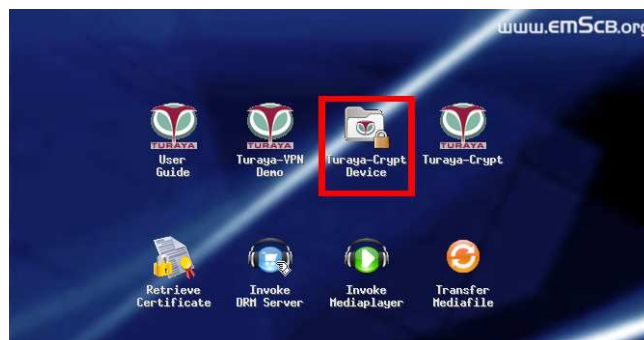 www.emSCB.org
TURAYA
User
Guide
TURAYA
Turaya-VPN
Demo
Turaya-Crypt
Device
TURAYA
Turaya-Crypt
Retrieve
Certificate
Invoke
DRM Server
Invoke
Mediaplayer
Transfer
Mediafile